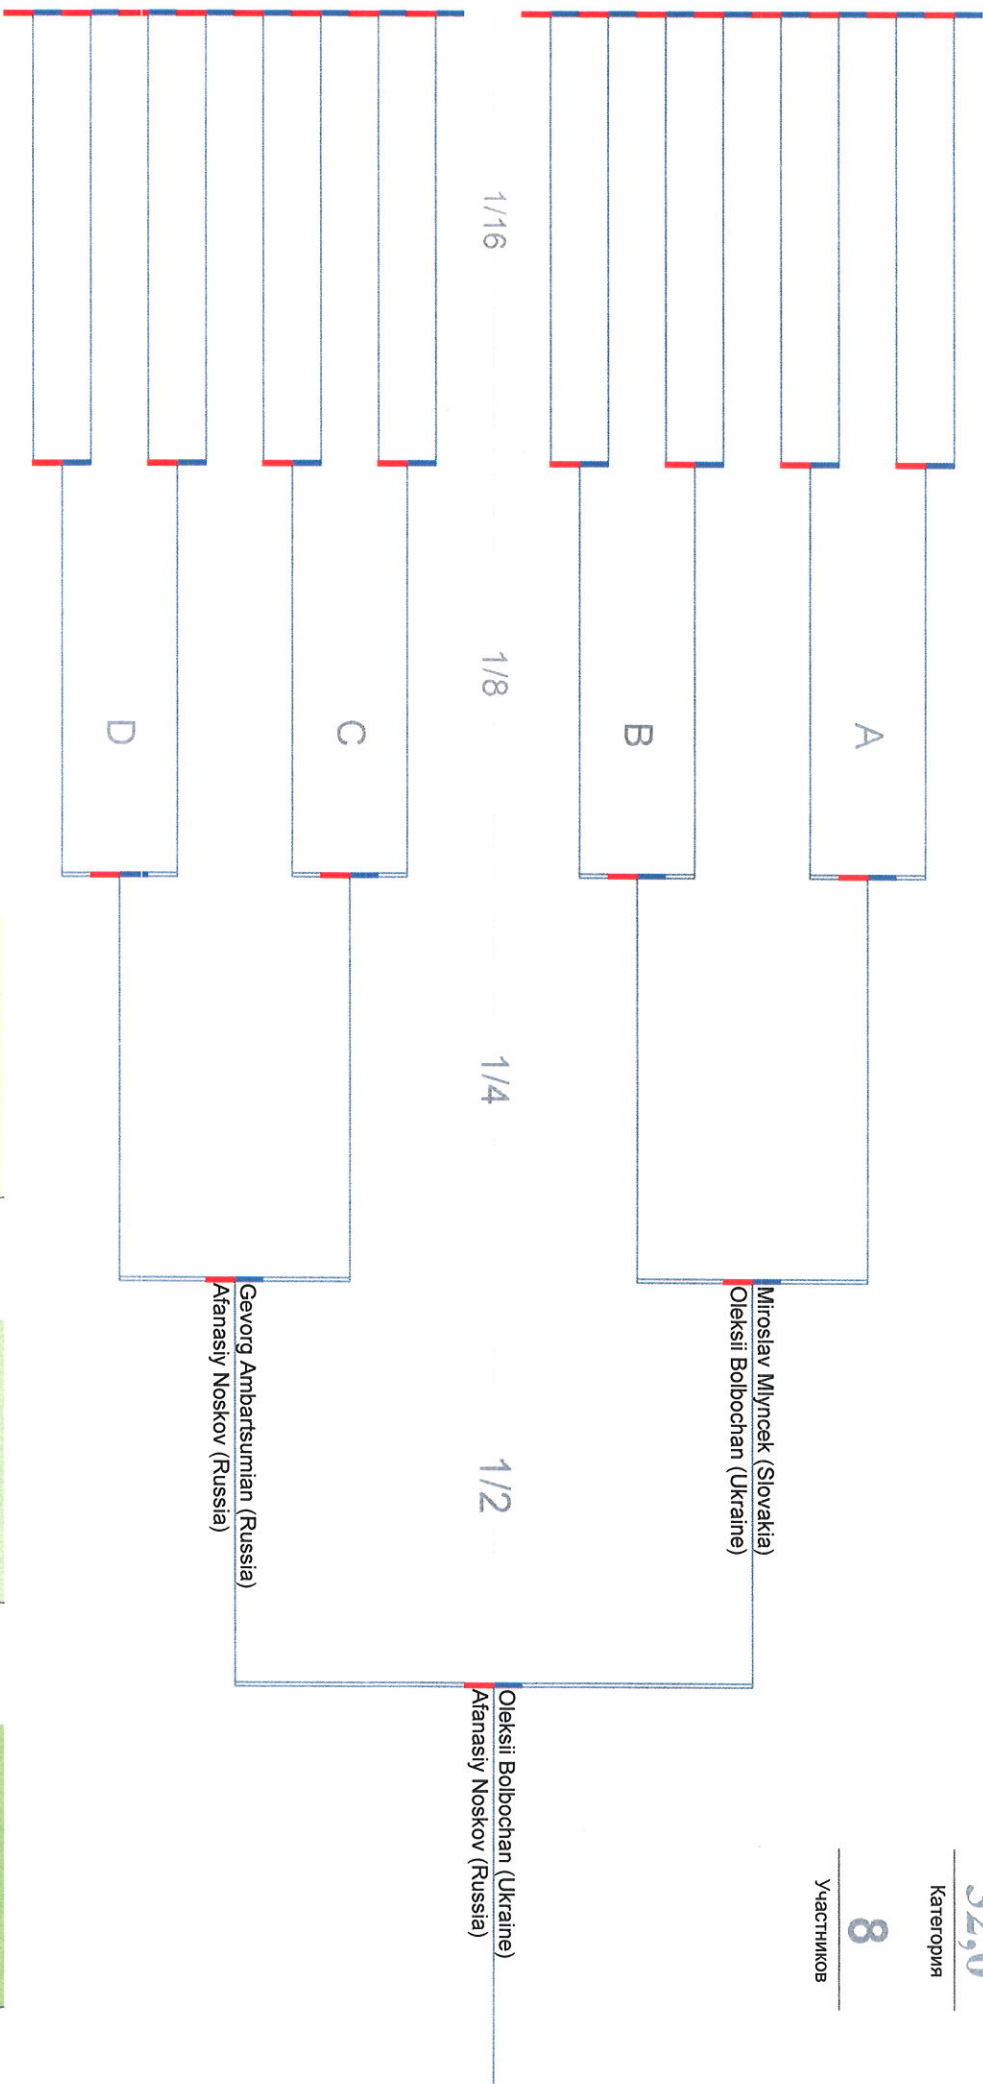 Категория
8
Участников
1/16
1/8
1/4
1/2
A
B
C
D
Miroslav Mlyncek (Slovakia)
Oleksii Bolbochan (Ukraine)
Gevorg Ambartsumian (Russia)
Afanasiy Noskov (Russia)
Oleksii Bolbochan (Ukraine)
Afanasiy Noskov (Russia)